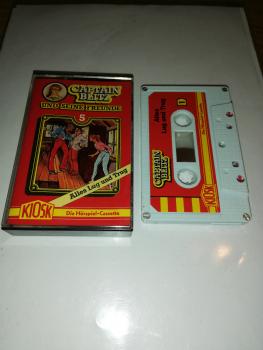 CAPTAIN
BLITZ
UND SEINE FREUNDE
5
Alles Lug und Trug
KIOSK
Die Hörspiel-Cassette
CAPTAIN
BLITZ
Alles
Lug und Trug
1
KIOSK